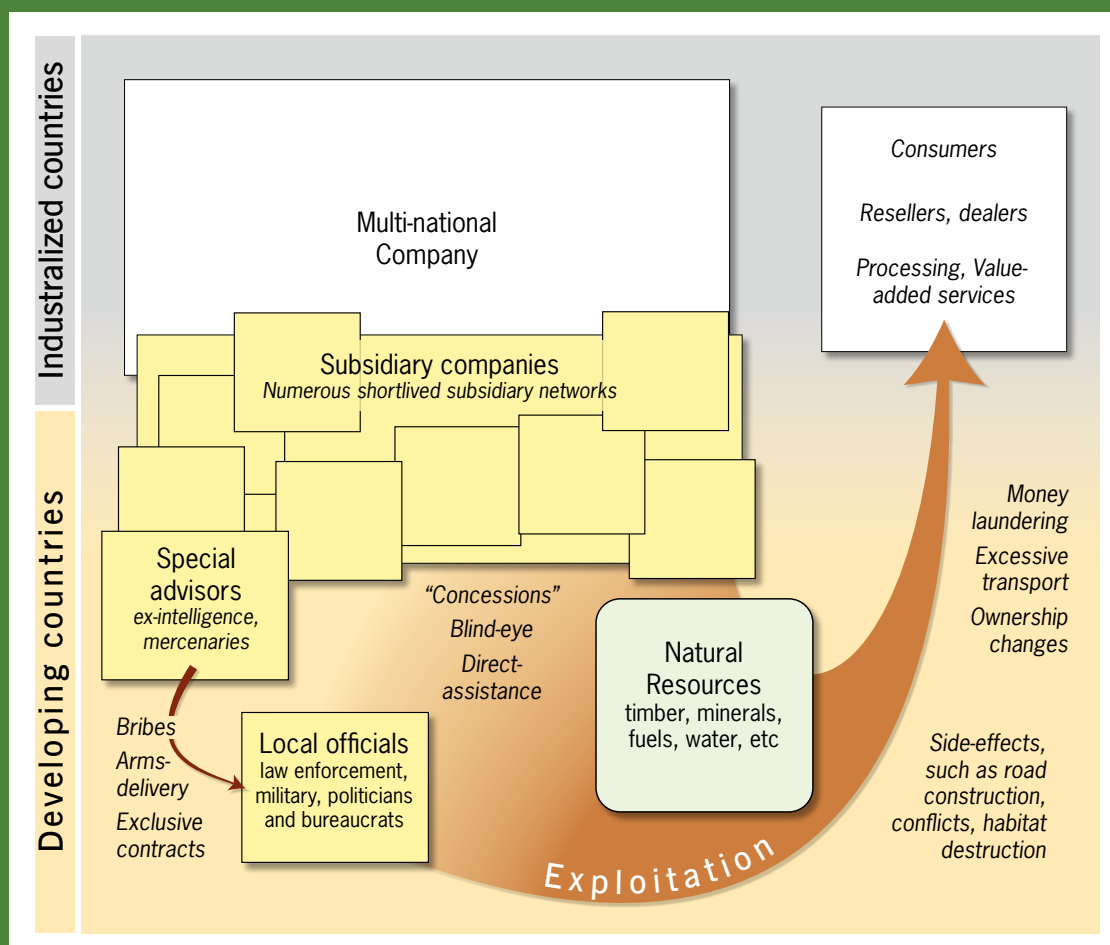 Industralized countries
Developing countries
Multi-national
Company
Subsidiary companies
Numerous shortlived subsidiary networks
Special
advisors
ex-intelligence,
mercenaries
Bribes
Arms-
delivery
Exclusive
contracts
Local officials
law enforcement,
military, politicians
and bureaucrats
“Concessions”
Blind-eye
Direct-
assistance
Natural
Resources
timber, minerals,
fuels, water, etc
Exploitation
Consumers
Resellers, dealers
Processing, Value-
added services
Money
laundering
Excessive
transport
Ownership
changes
Side-effects,
such as road
construction,
conflicts, habitat
destruction